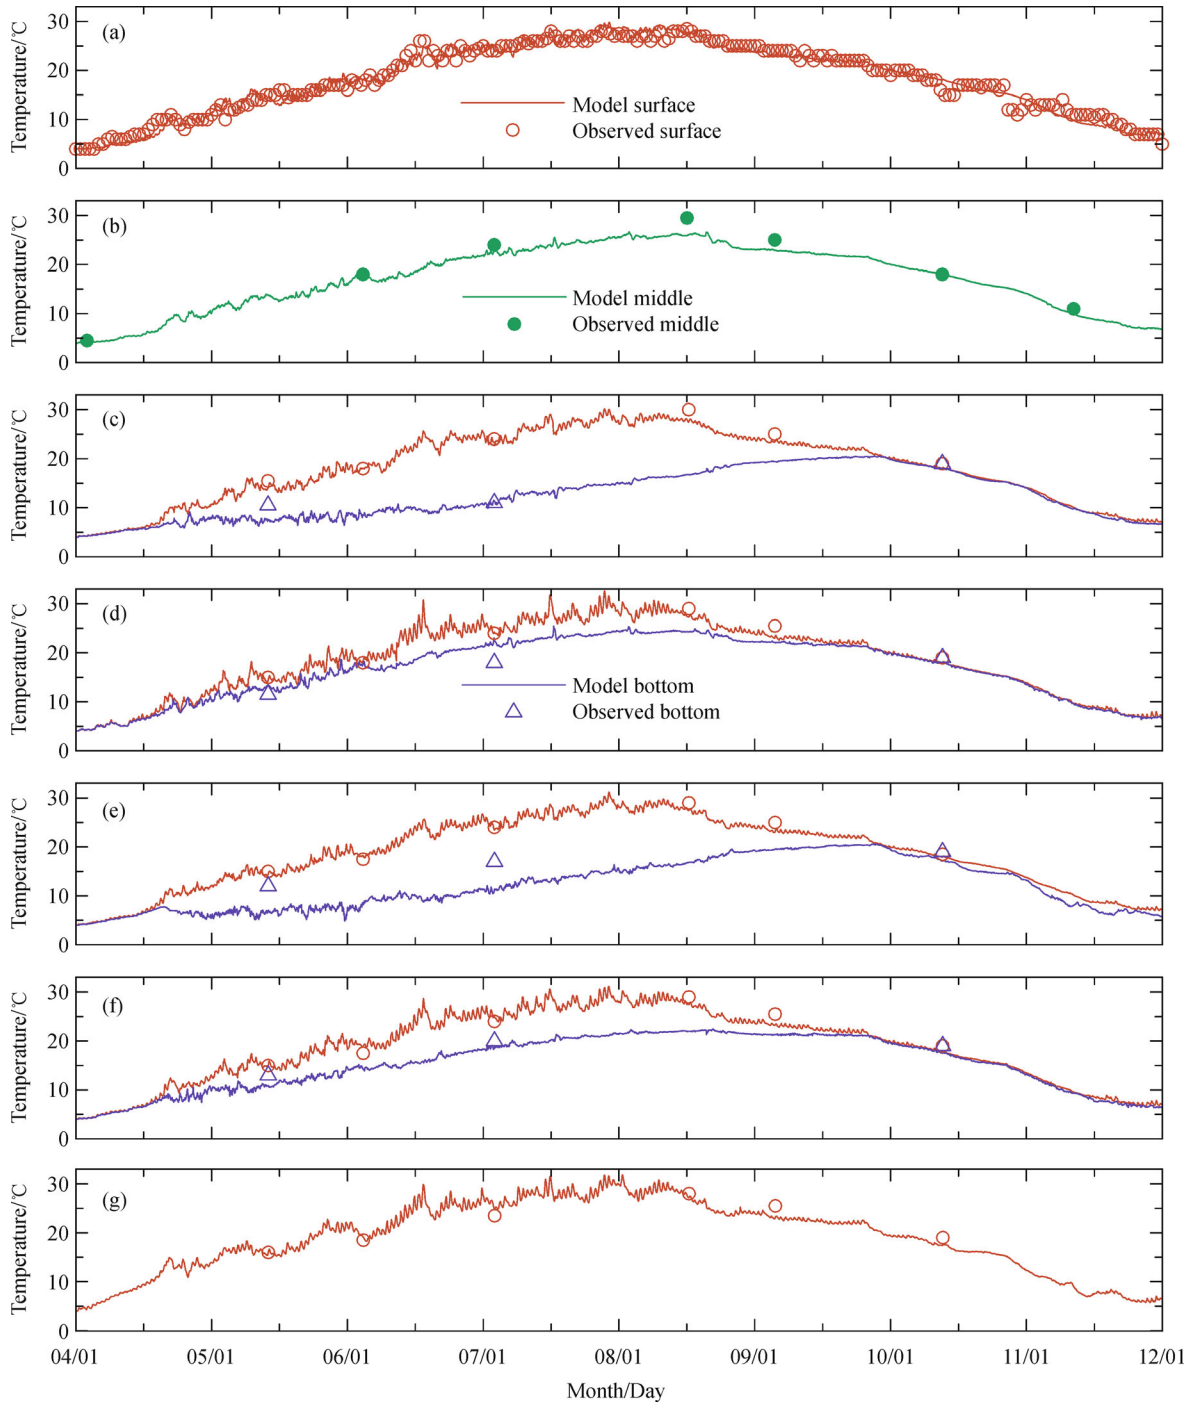 Temperature/℃
30
20
10
0
(a)
Model surface
Observed surface
Temperature/℃
30
20
10
0
(b)
Model middle
Observed middle
Temperature/℃
30
20
10
0
(c)
Temperature/℃
30
20
10
0
(d)
Model bottom
Observed bottom
Temperature/℃
30
20
10
0
(e)
Temperature/℃
30
20
10
0
(f)
Temperature/℃
30
20
10
0
(g)
04/01 05/01 06/01 07/01 08/01 09/01 10/01 11/01 12/01
Month/Day